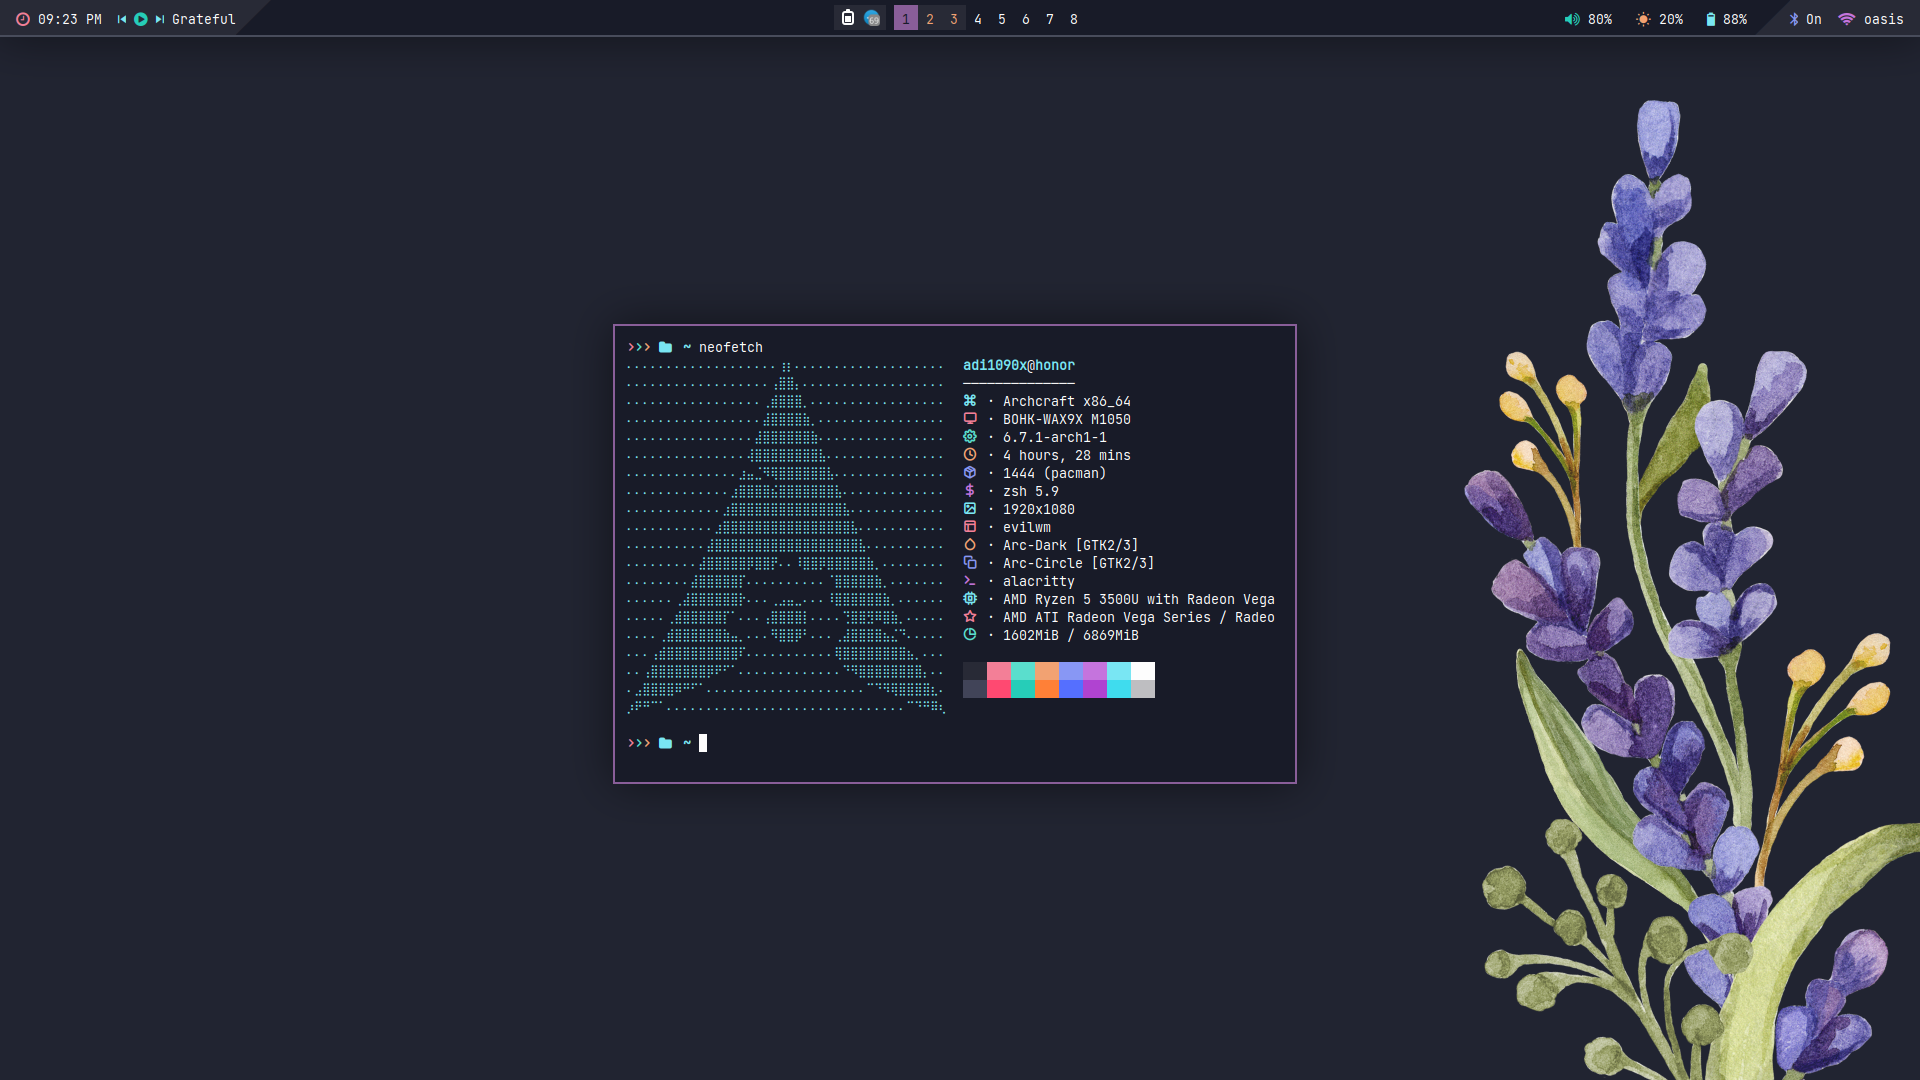 09:23 PM Grateful
69 1 2 3 4 5 6 7 8
80% 20% 88% On oasis
~ neofetch
adi1090x@honor
· Archcraft x86_64
· BOHK-WAX9X M1050
· 6.7.1-arch1-1
· 4 hours, 28 mins
· 1444 (pacman)
· zsh 5.9
· 1920x1080
· evilwm
· Arc-Dark [GTK2/3]
· Arc-Circle [GTK2/3]
· alacritty
· AMD Ryzen 5 3500U with Radeon Vega
· AMD ATI Radeon Vega Series / Radeo
· 1602MiB / 6869MiB
~